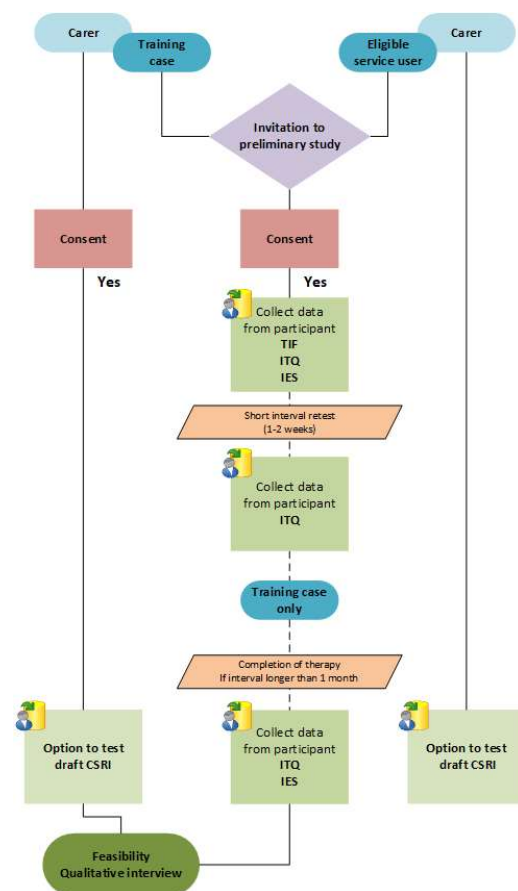 Carer
Training
case
Eligible
service user
Carer
Invitation to
preliminary study
Consent
Yes
Consent
Yes
Collect data
from participant
TIF
ITQ
IES
Short interval retest
(1-2 weeks)
Collect data
from participant
ITQ
Training case
only
Completion of therapy
If interval longer than 1 month
Option to test
draft CSRI
Collect data
from participant
ITQ
IES
Option to test
draft CSRI
Feasibility
Qualitative interview